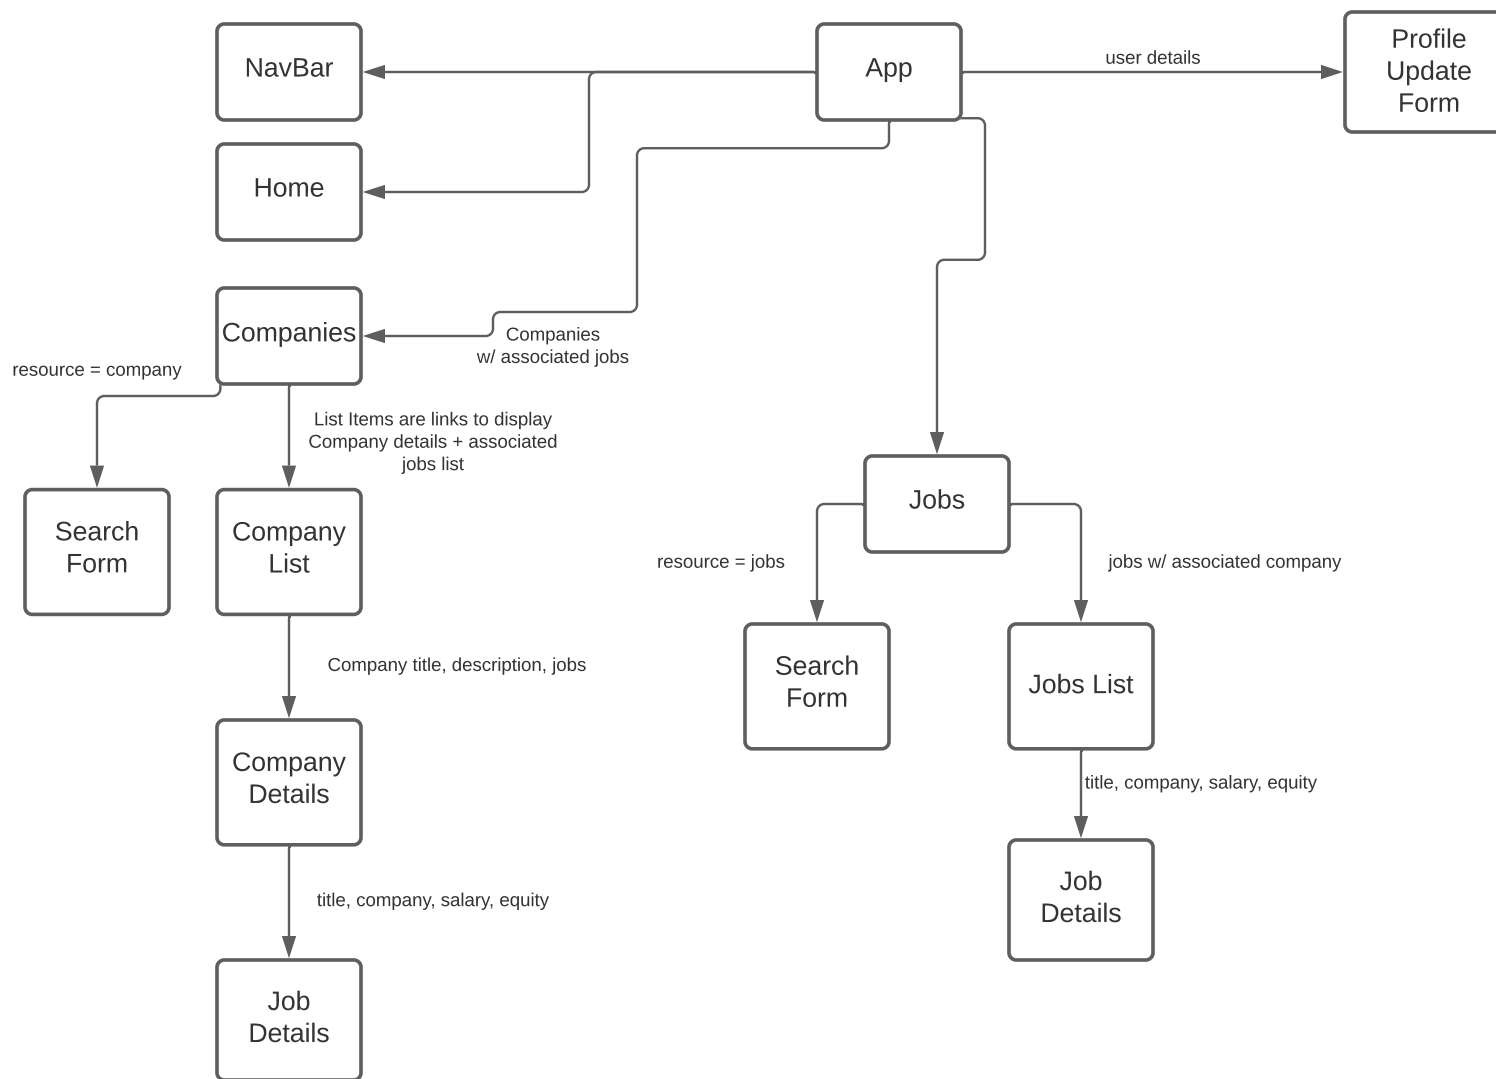 NavBar
App
user details
Profile
Update
Form
Home
Companies
Companies
w/ associated jobs
resource = company
List Items are links to display
Company details + associated
jobs list
Search
Form
Company
List
Jobs
resource = jobs
jobs w/ associated company
Company title, description, jobs
Search
Form
Jobs List
Company
Details
title, company, salary, equity
Job
Details
title, company, salary, equity
Job
Details